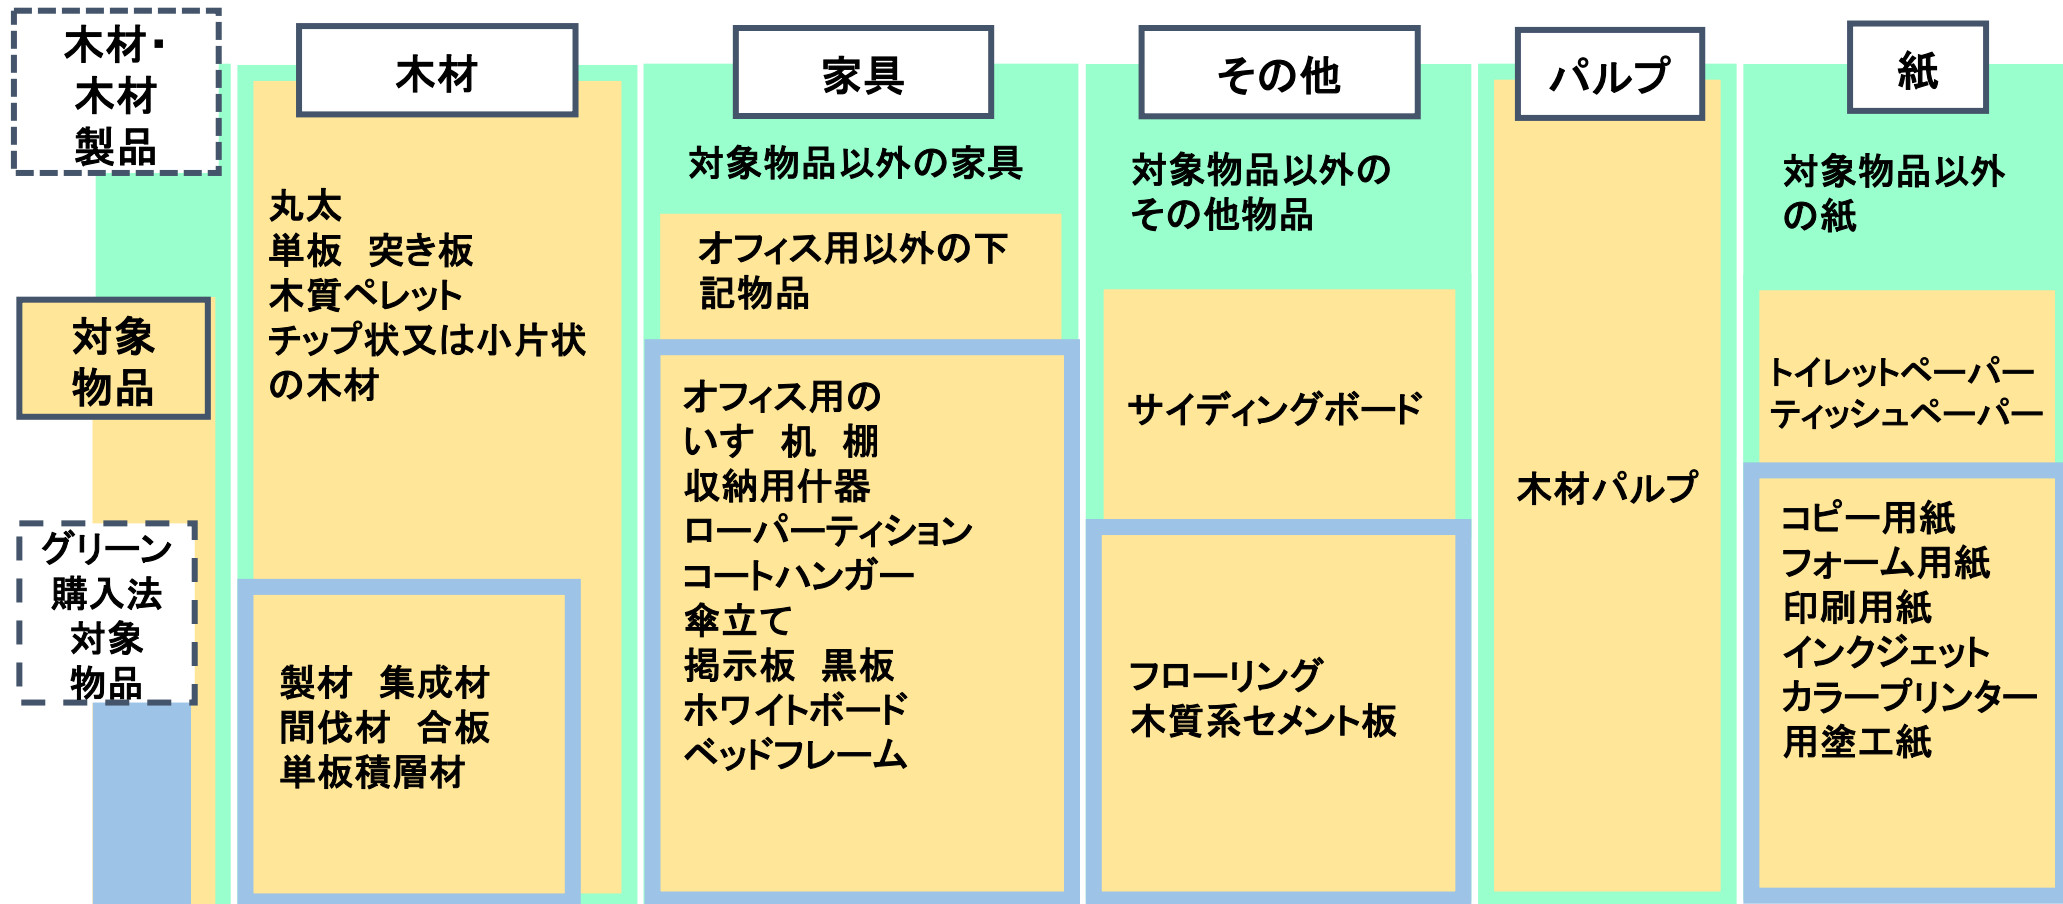 木材・
木材
製品
対象
物品
グリーン
購入法
対象
物品
木材
丸太
単板　突き板
木質ペレット
チップ状又は小片状
の木材
製材　集成材
間伐材　合板
単板積層材
家具
対象物品以外の家具
オフィス用以外の下
記物品
オフィス用の
いす　机　棚
収納用什器
ローパーティション
コートハンガー
傘立て
掲示板　黒板
ホワイトボード
ベッドフレーム
その他
対象物品以外の
その他物品
サイディングボード
フローリング
木質系セメント板
パルプ
木材パルプ
紙
対象物品以外
の紙
トイレットペーパー
ティッシュペーパー
コピー用紙
フォーム用紙
印刷用紙
インクジェット
カラープリンター
用塗工紙